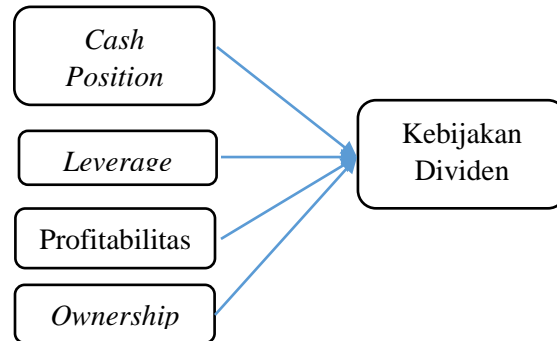 Cash
Position
Leverage
Profitabilitas
Ownership
Kebijakan
Dividen